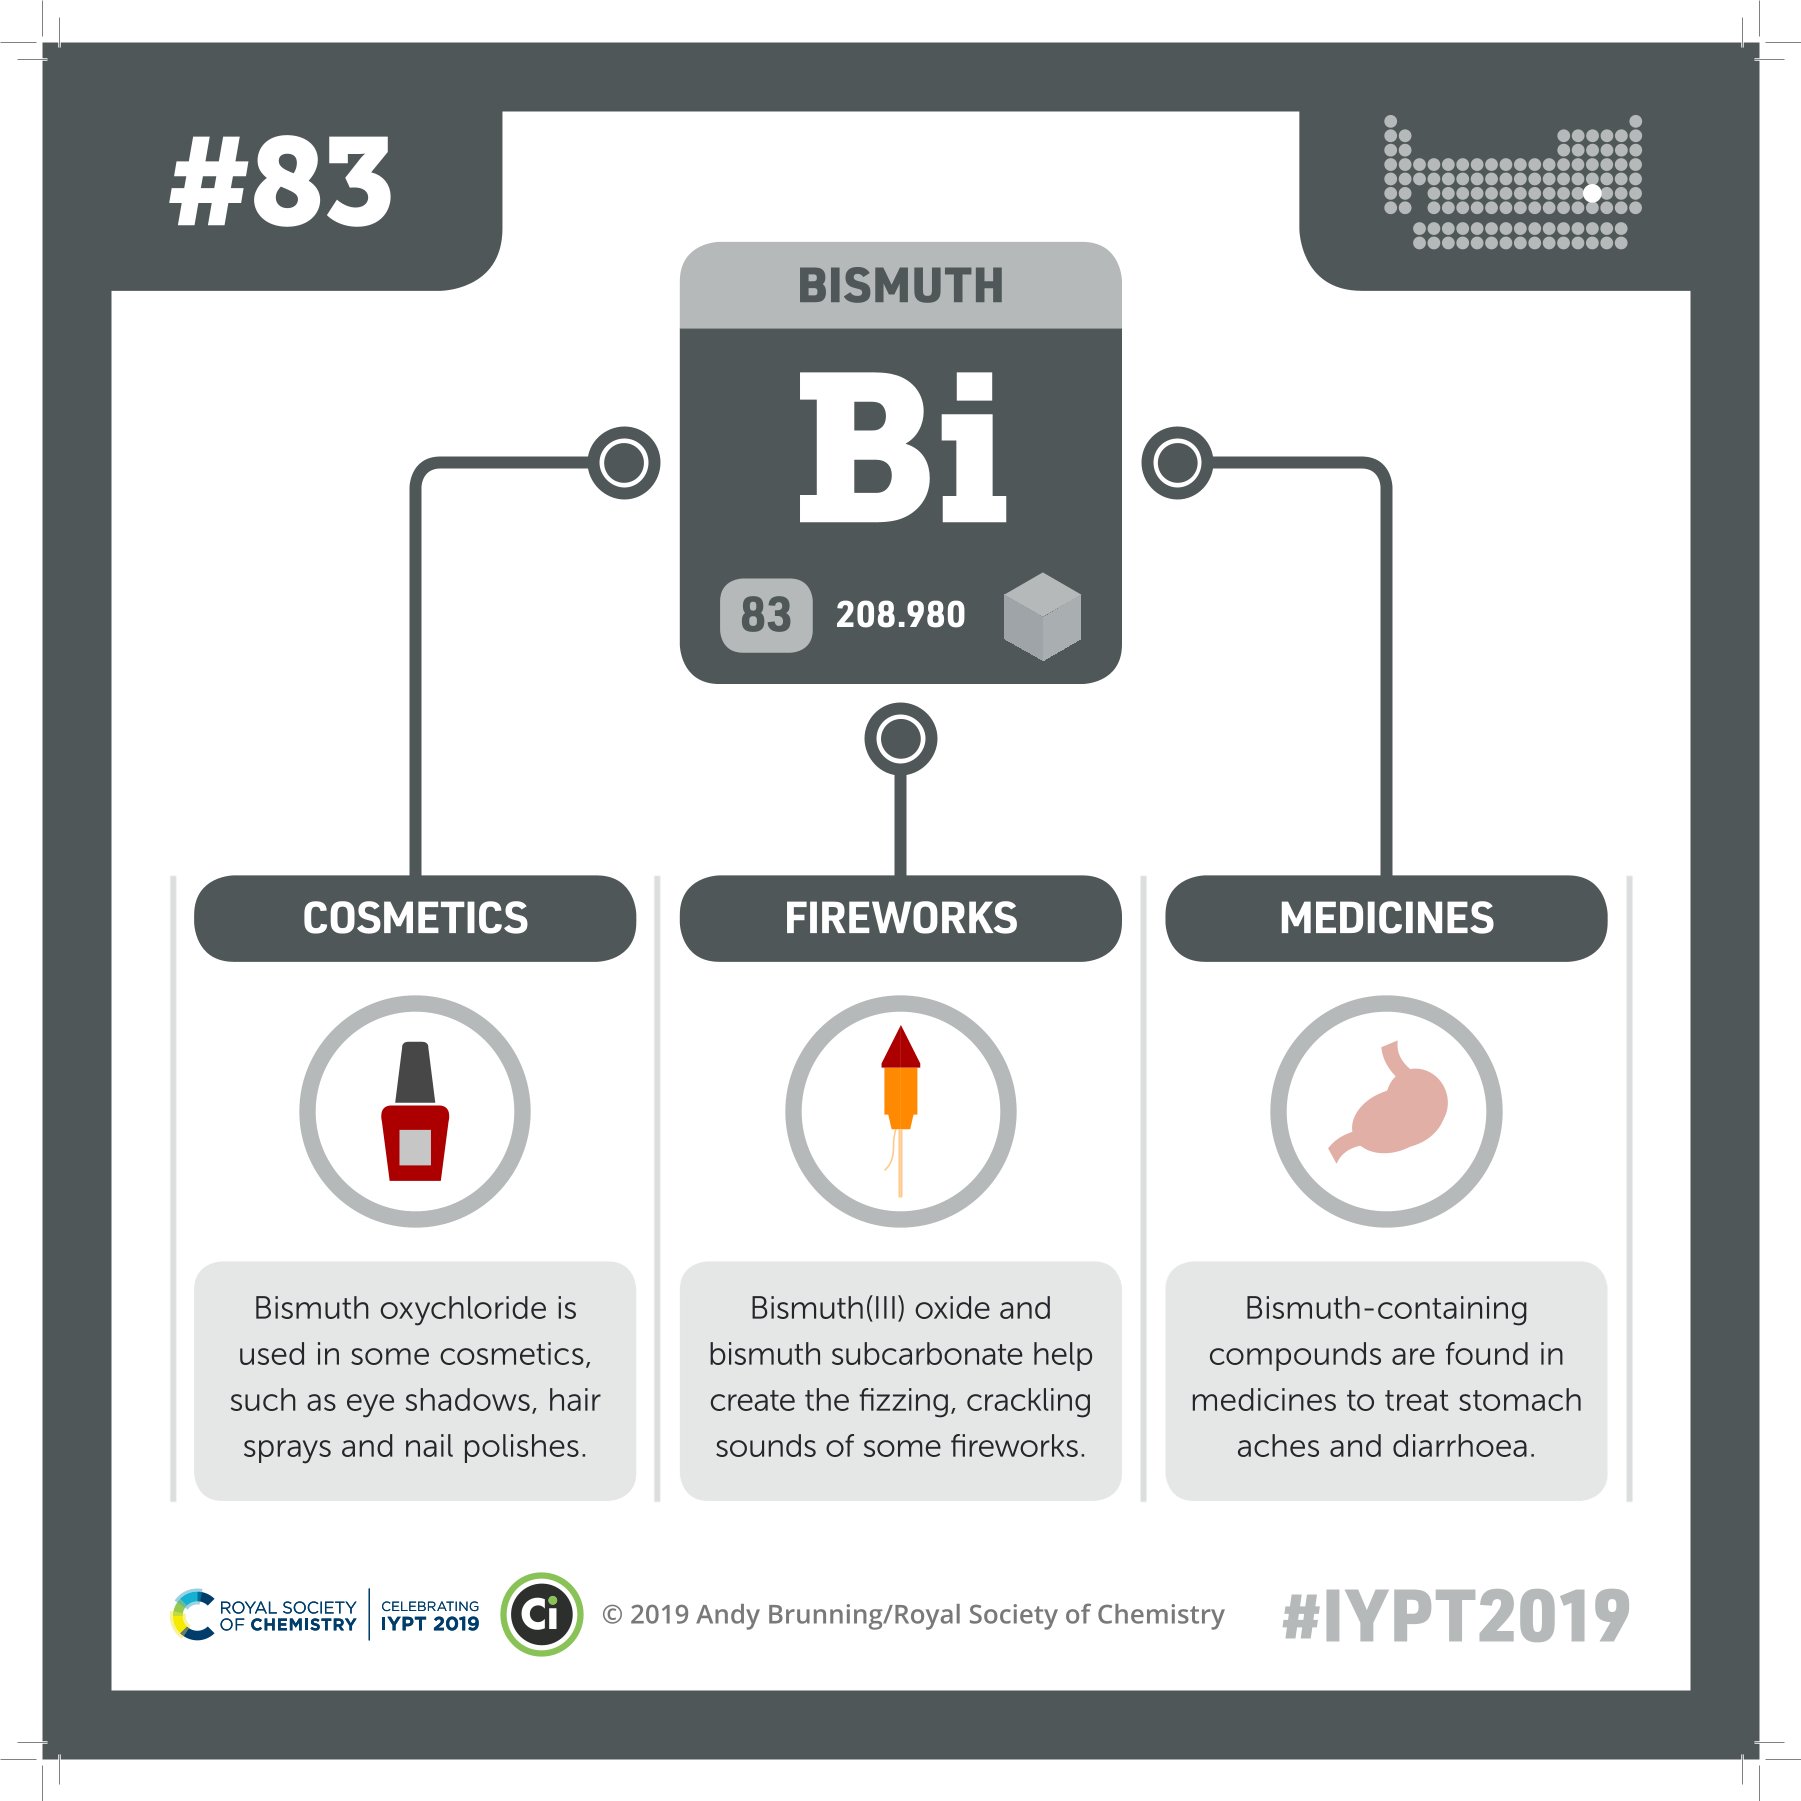 #83
BISMUTH
Bi
83 208.980
COSMETICS
Bismuth oxychloride is
used in some cosmetics,
such as eye shadows, hair
sprays and nail polishes.
FIREWORKS
Bismuth(III) oxide and
bismuth subcarbonate help
create the fizzing, crackling
sounds of some fireworks.
MEDICINES
Bismuth-containing
compounds are found in
medicines to treat stomach
aches and diarrhoea.
ROYAL SOCIETY
OF CHEMISTRY
CELEBRATING
IYPT 2019
Ci
© 2019 Andy Brunning/Royal Society of Chemistry
#IYPT2019